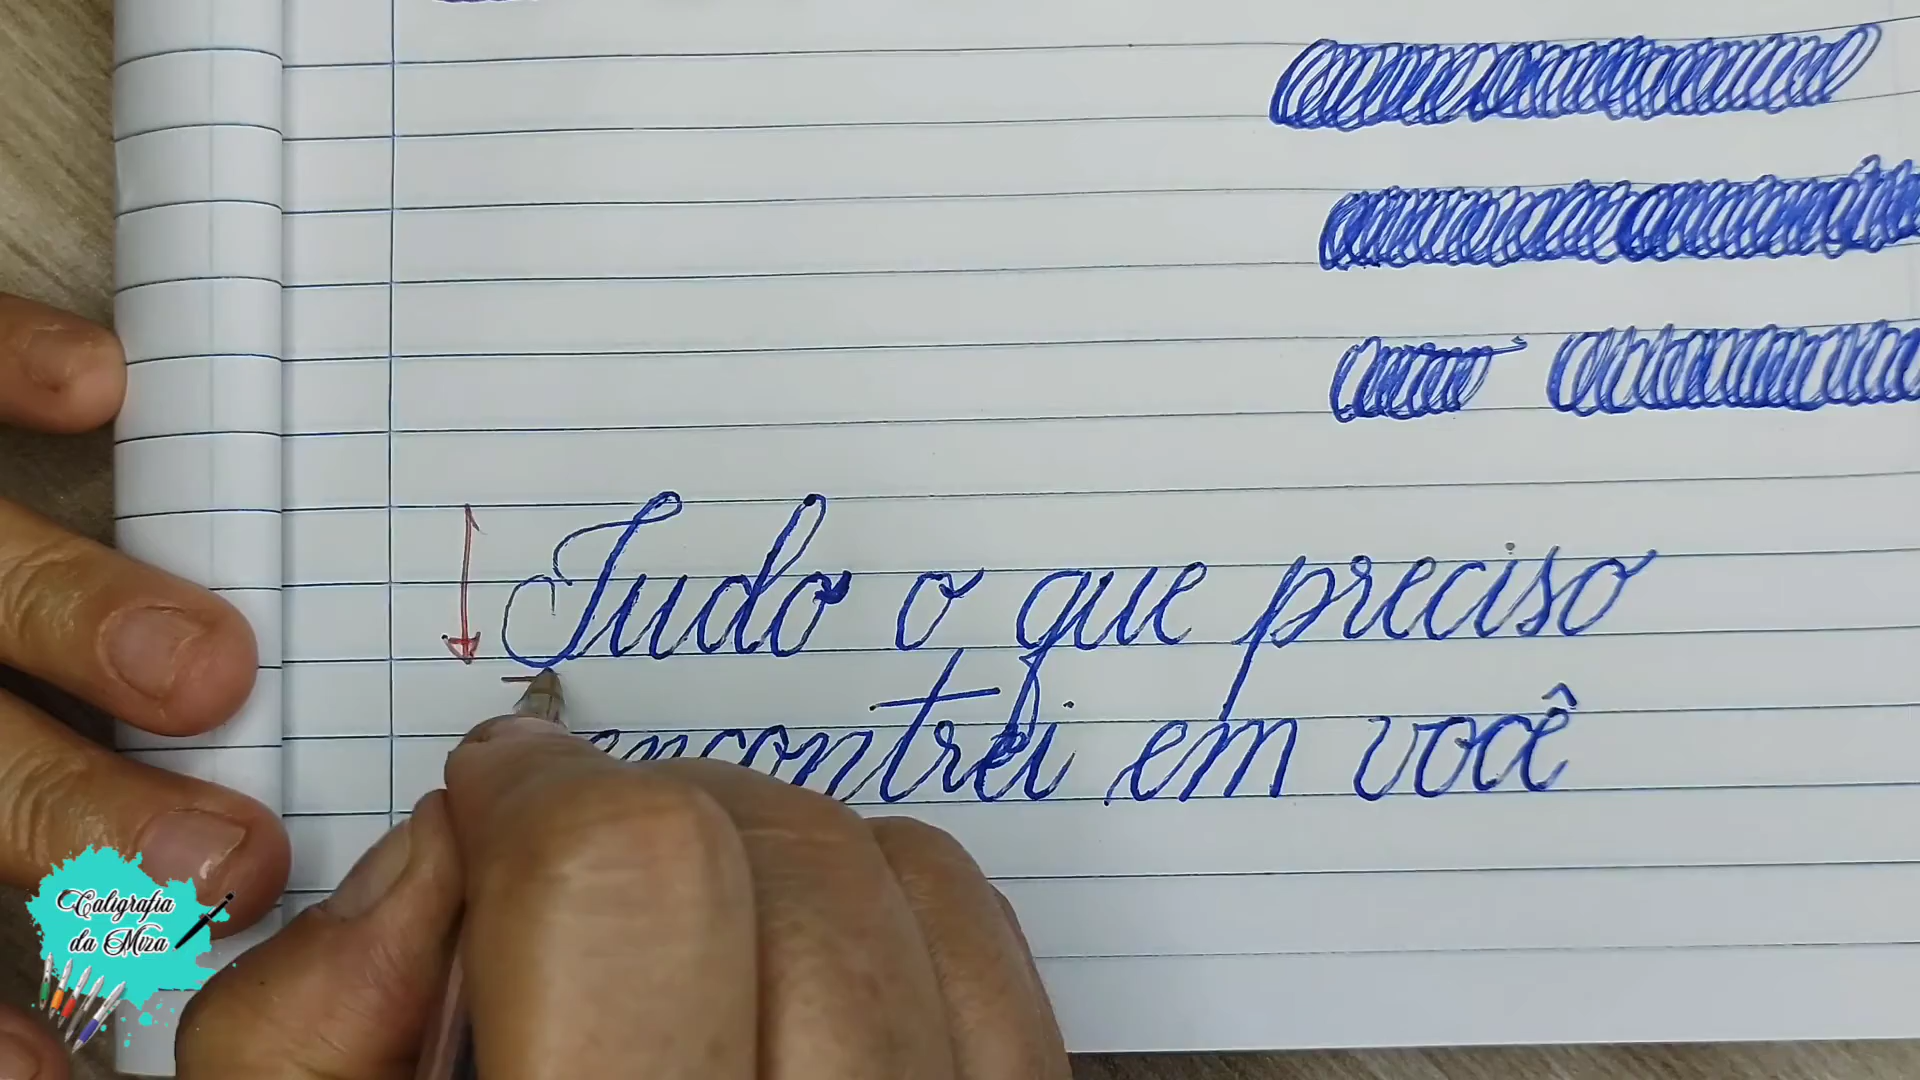 Tudo o que preciso
encontrei em você
Caligrafia
da Miza